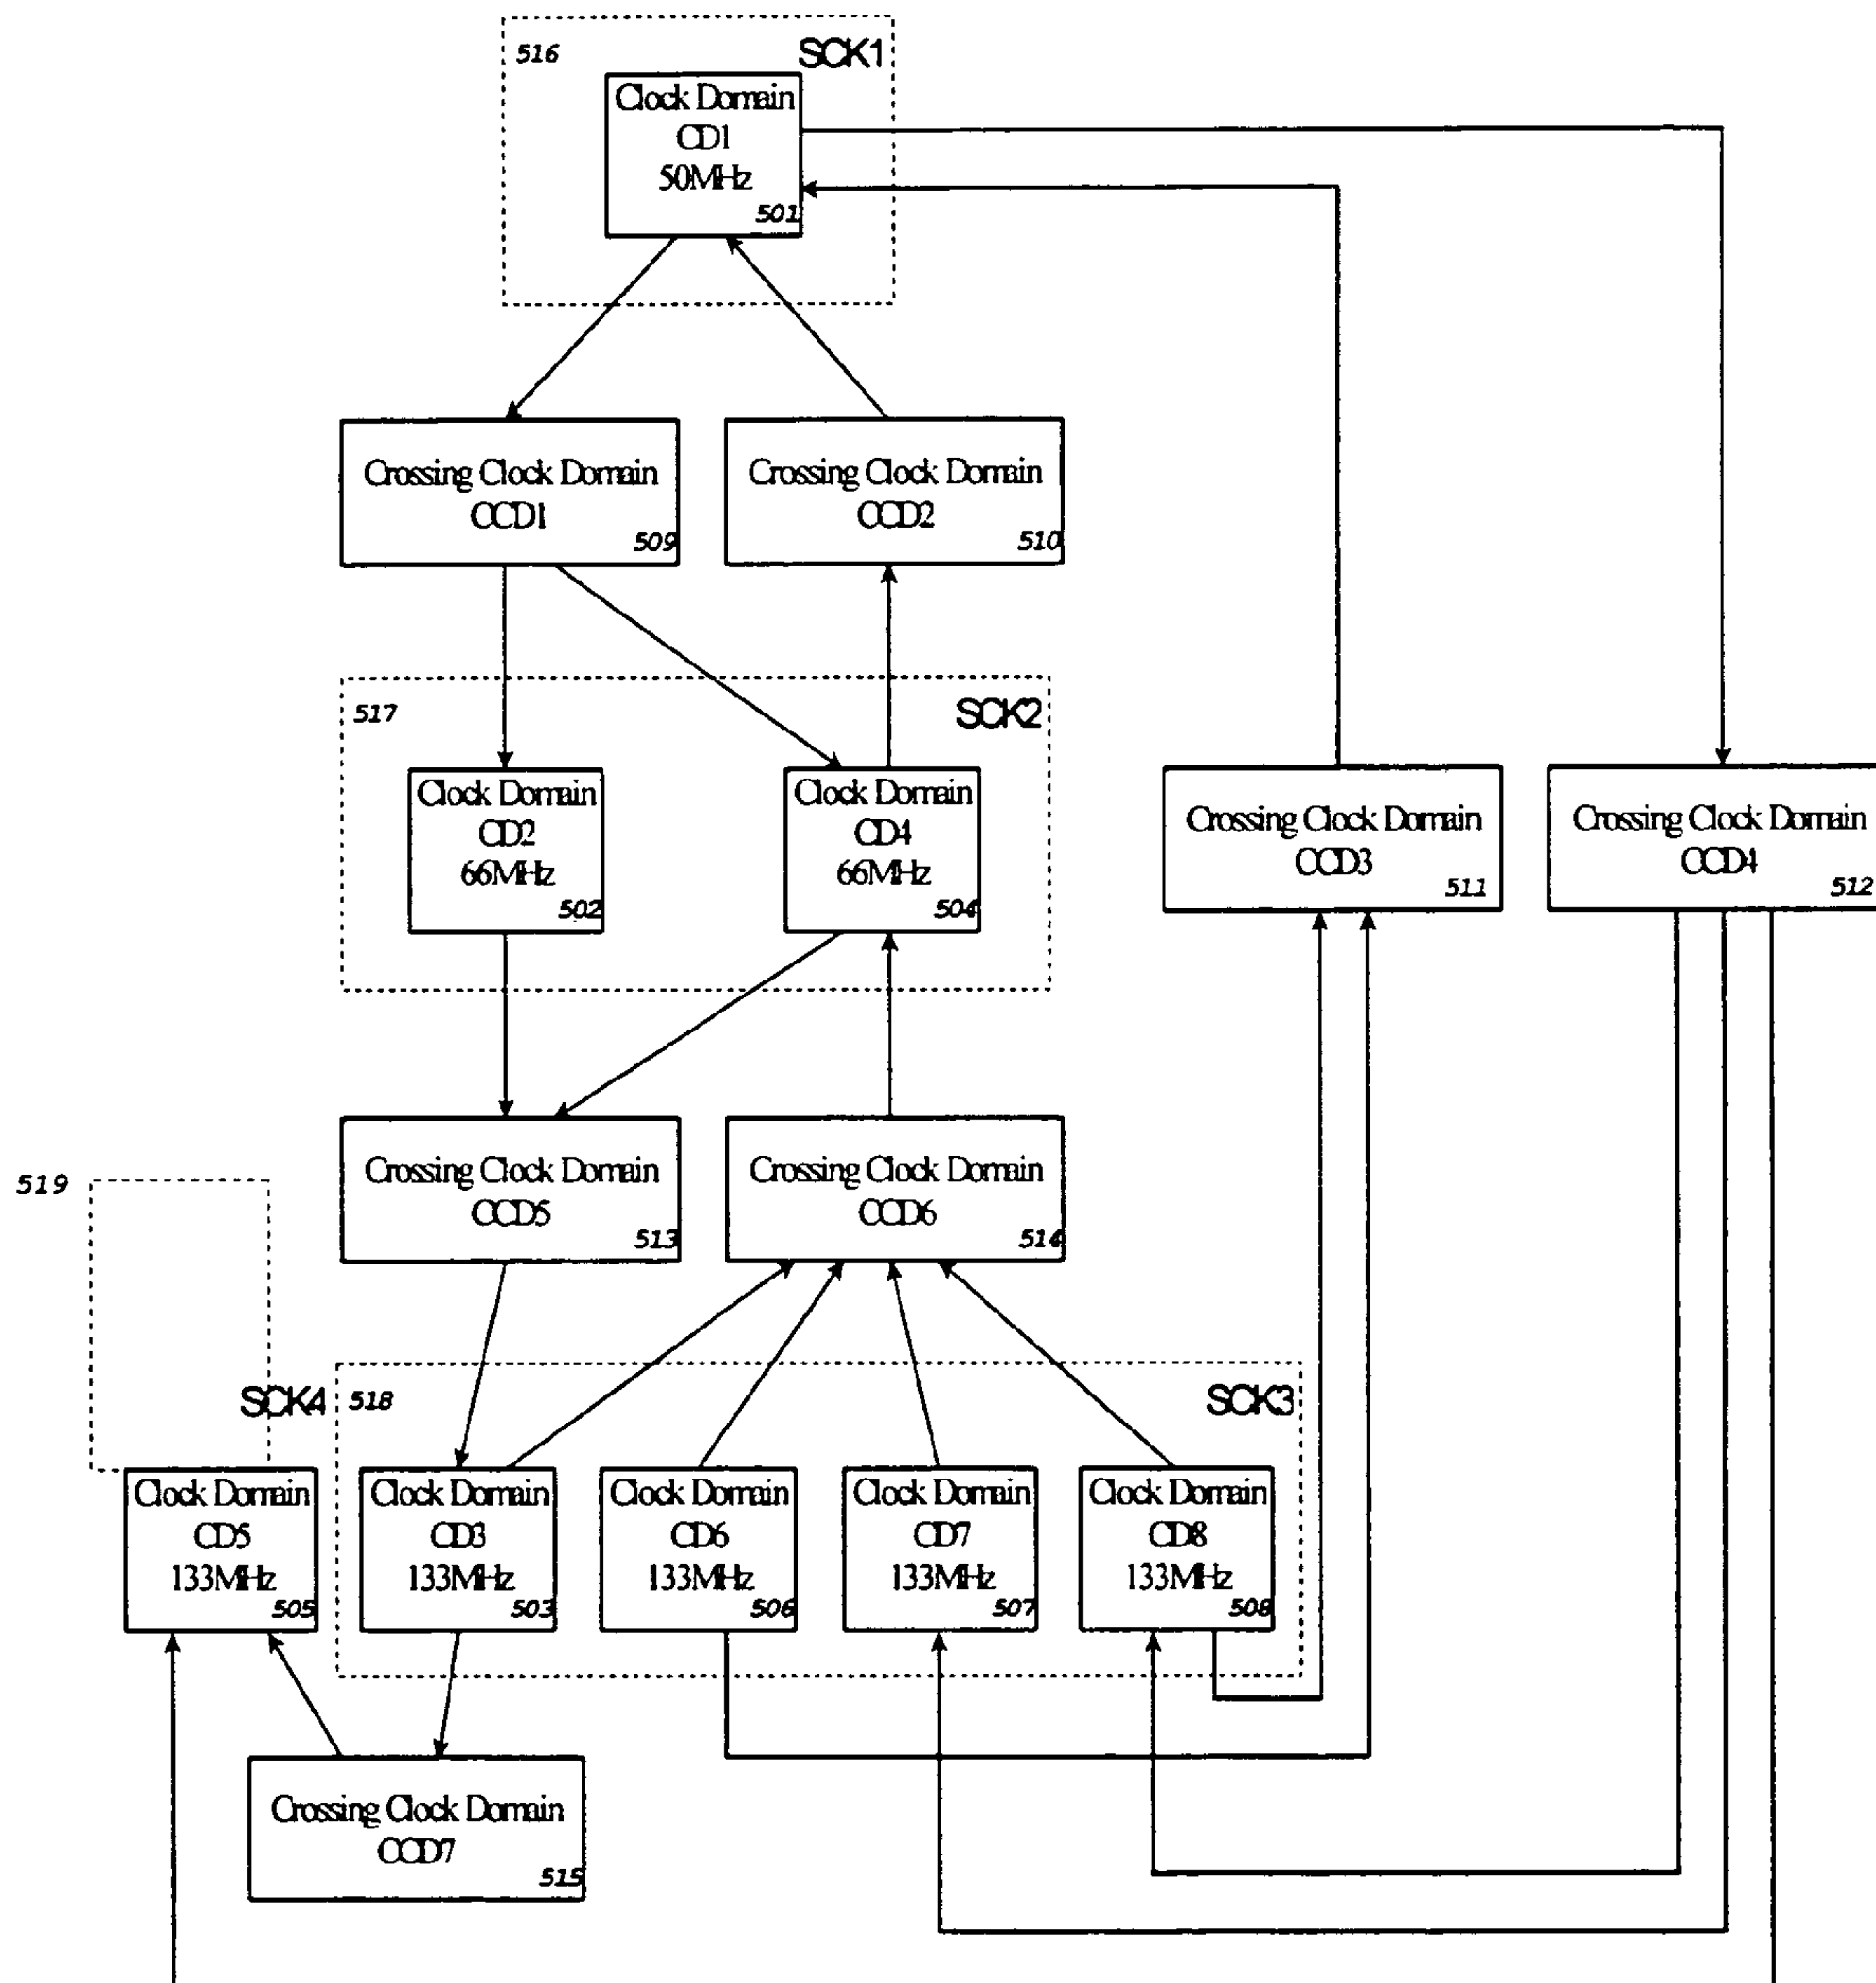 516
SCK1
Clock Domain
CD1
50MHz
501
Crossing Clock Domain
CCD1
509
Crossing Clock Domain
CCD2
510
517
SCK2
Clock Domain
CD2
66MHz
502
Clock Domain
CD4
66MHz
504
Crossing Clock Domain
CCD3
511
Crossing Clock Domain
CCD4
512
519
Crossing Clock Domain
CCD5
513
Crossing Clock Domain
CCD6
514
SCK4
518
SCK3
Clock Domain
CD5
133MHz
505
Clock Domain
CD3
133MHz
503
Clock Domain
CD6
133MHz
506
Clock Domain
CD7
133MHz
507
Clock Domain
CD8
133MHz
508
Crossing Clock Domain
CCD7
515